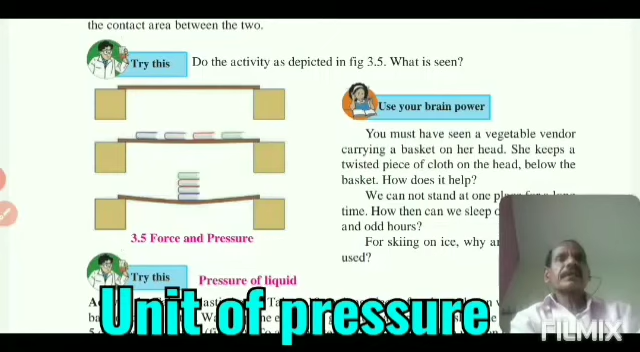 the contact area between the two.
Try this
Do the activity as depicted in fig 3.5. What is seen?
Use your brain power
You must have seen a vegetable vendor
carrying a basket on her head. She keeps a
twisted piece of cloth on the head, below the
basket. How does it help?
We can not stand at one
time. How then can we sleep
and odd hours?
For skiing on ice, why
used?
3.5 Force and Pressure
Try this
Pressure of liquid
Unit of pressure
FILMIX